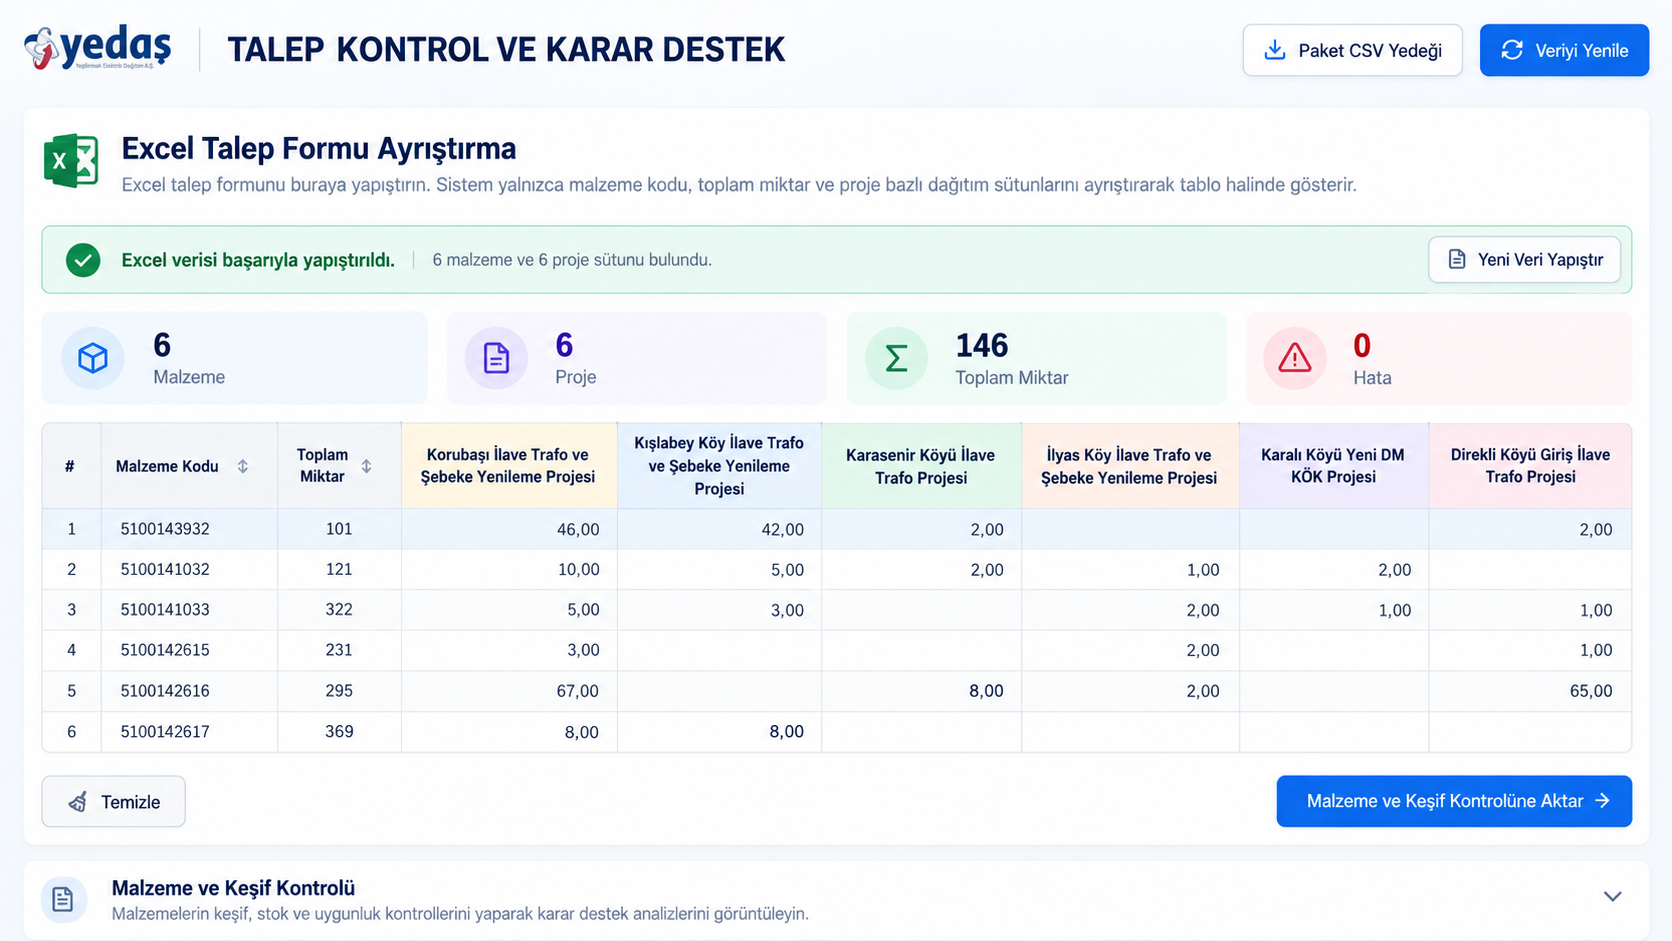 yedaş
Yeşilırmak Elektrik Dağıtım A.Ş.
TALEP KONTROL VE KARAR DESTEK
Paket CSV Yedeği
Veriyi Yenile
Excel Talep Formu Ayrıştırma
Excel talep formunu buraya yapıştırın. Sistem yalnızca malzeme kodu, toplam miktar ve proje bazlı dağıtım sütunlarını ayrıştırarak tablo halinde gösterir.
Excel verisi başarıyla yapıştırıldı. | 6 malzeme ve 6 proje sütunu bulundu.
Yeni Veri Yapıştır
6
Malzeme
6
Proje
146
Toplam Miktar
0
Hata
#
Malzeme Kodu
Toplam
Miktar
Korubaşı İlave Trafo ve
Şebeke Yenileme Projesi
Kışlabey Köy İlave Trafo
ve Şebeke Yenileme
Projesi
Karasenir Köyü İlave
Trafo Projesi
İlyas Köy İlave Trafo ve
Şebeke Yenileme Projesi
Karalı Köyü Yeni DM
KÖK Projesi
Direkli Köyü Giriş İlave
Trafo Projesi
1 5100143932 101 46,00 42,00 2,00 2,00
2 5100141032 121 10,00 5,00 2,00 1,00 2,00
3 5100141033 322 5,00 3,00 2,00 1,00 1,00
4 5100142615 231 3,00 2,00 1,00
5 5100142616 295 67,00 8,00 2,00 65,00
6 5100142617 369 8,00 8,00
Temizle
Malzeme ve Keşif Kontrolüne Aktar
Malzeme ve Keşif Kontrolü
Malzemelerin keşif, stok ve uygunluk kontrollerini yaparak karar destek analizlerini görüntüleyin.